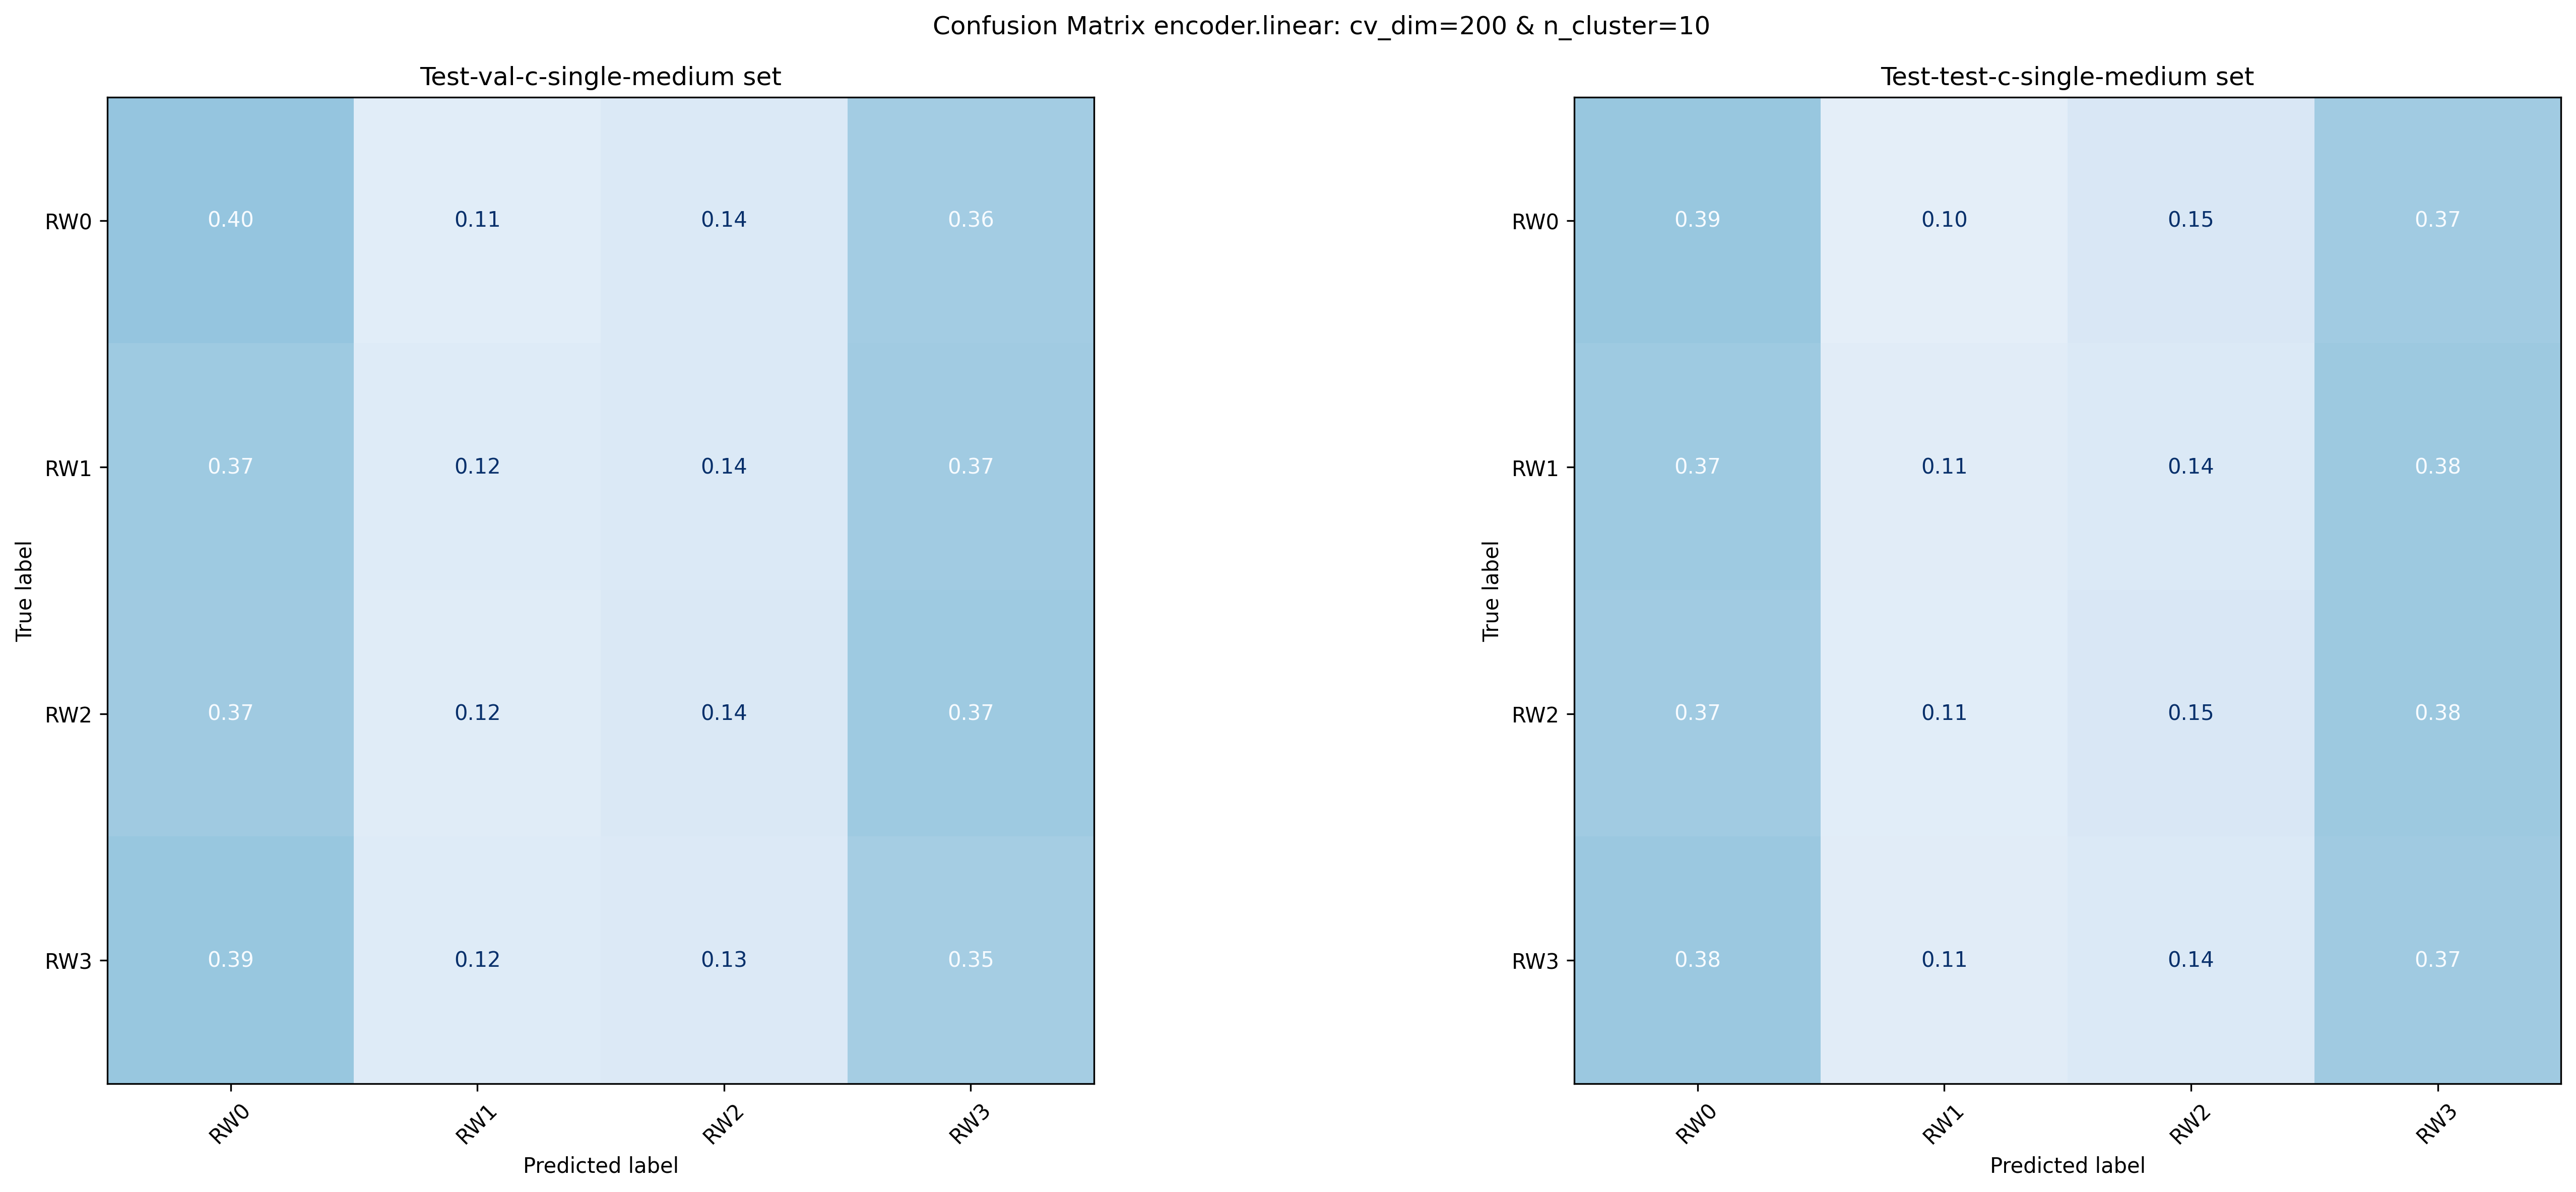 Confusion Matrix encoder.linear: cv_dim=200 & n_cluster=10
Test-val-c-single-medium set
True label
RW0 0.40 0.11 0.14 0.36
RW1 0.37 0.12 0.14 0.37
RW2 0.37 0.12 0.14 0.37
RW3 0.39 0.12 0.13 0.35
RW0 RW1 RW2 RW3
Predicted label
Test-test-c-single-medium set
True label
RW0 0.39 0.10 0.15 0.37
RW1 0.37 0.11 0.14 0.38
RW2 0.37 0.11 0.15 0.38
RW3 0.38 0.11 0.14 0.37
RW0 RW1 RW2 RW3
Predicted label